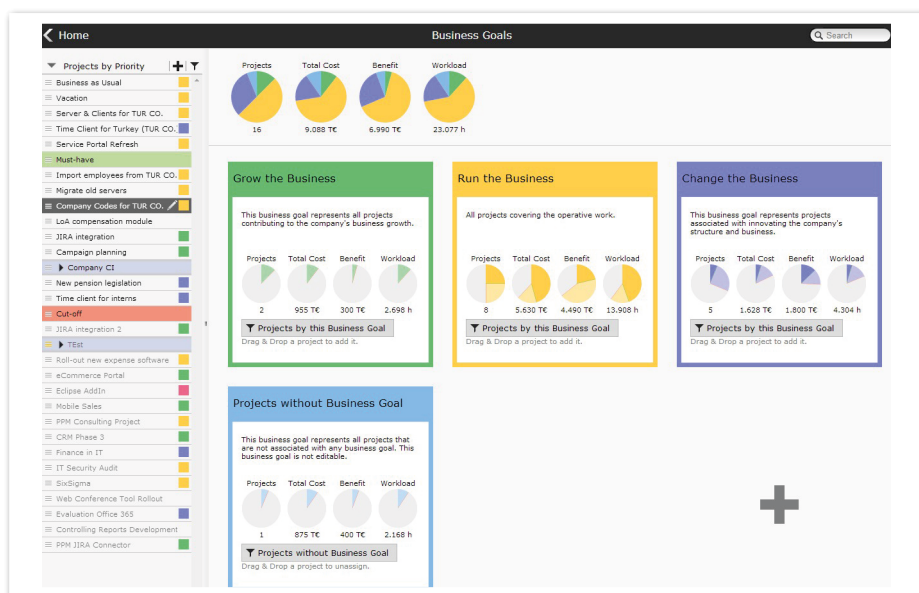 Home
Business Goals
Search
Projects by Priority
Business as Usual
Vacation
Server & Clients for TUR CO.
Time Client for Turkey (TUR CO.
Service Portal Refresh
Must-have
Import employees from TUR CO.
Migrate old servers
Company Codes for TUR CO.
LoA compensation module
JIRA integration
Campaign planning
Company CI
New pension legislation
Time client for interns
Cut-off
JIRA integration 2
TEst
Roll-out new expense software
eCommerce Portal
Eclipse AddIn
Mobile Sales
PPM Consulting Project
CRM Phase 3
Finance in IT
IT Security Audit
SixSigma
Web Conference Tool Rollout
Evaluation Office 365
Controlling Reports Development
PPM JIRA Connector
Projects Total Cost Benefit Workload
16 9.088 T€ 6.990 T€ 23.077 h
Grow the Business
This business goal represents all projects
contributing to the company's business growth.
Projects Total Cost Benefit Workload
2 955 T€ 300 T€ 2.698 h
Projects by this Business Goal
Drag & Drop a project to add it.
Run the Business
All projects covering the operative work.
Projects Total Cost Benefit Workload
8 5.630 T€ 4.490 T€ 13.908 h
Projects by this Business Goal
Drag & Drop a project to add it.
Change the Business
This business goal represents projects
associated with innovating the company's
structure and business.
Projects Total Cost Benefit Workload
5 1.628 T€ 1.800 T€ 4.304 h
Projects by this Business Goal
Drag & Drop a project to add it.
Projects without Business Goal
This business goal represents all projects that
are not associated with any business goal. This
business goal is not editable.
Projects Total Cost Benefit Workload
1 875 T€ 400 T€ 2.168 h
Projects without Business Goal
Drag & Drop a project to unassign.